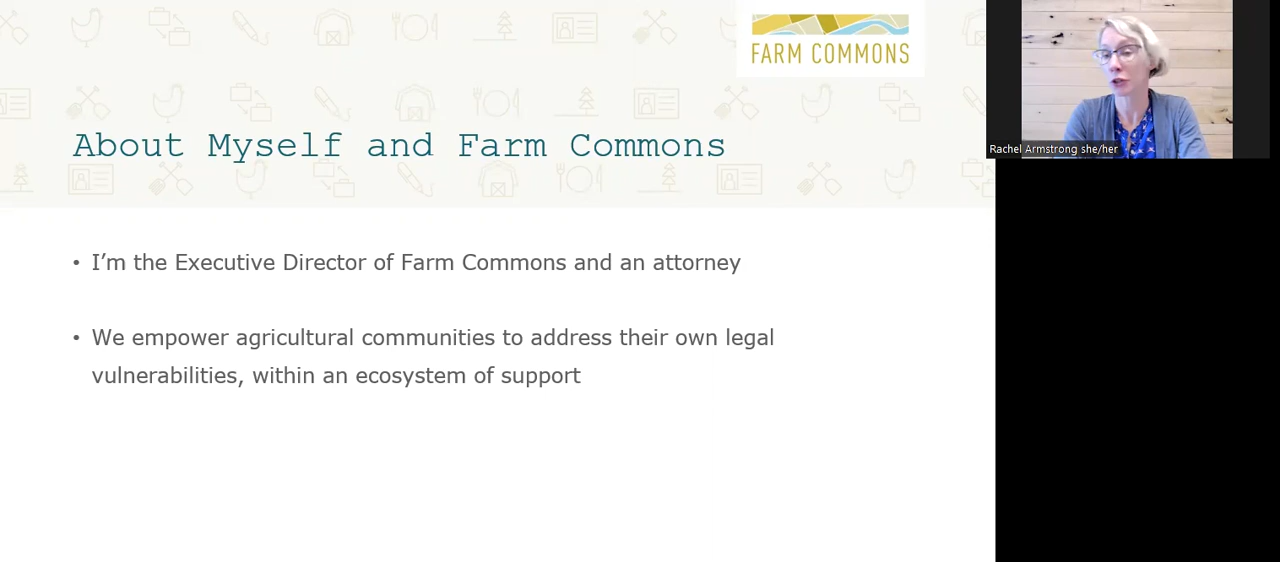 FARM COMMONS
About Myself and Farm Commons
Rachel Armstrong she/her
• I’m the Executive Director of Farm Commons and an attorney
• We empower agricultural communities to address their own legal
vulnerabilities, within an ecosystem of support